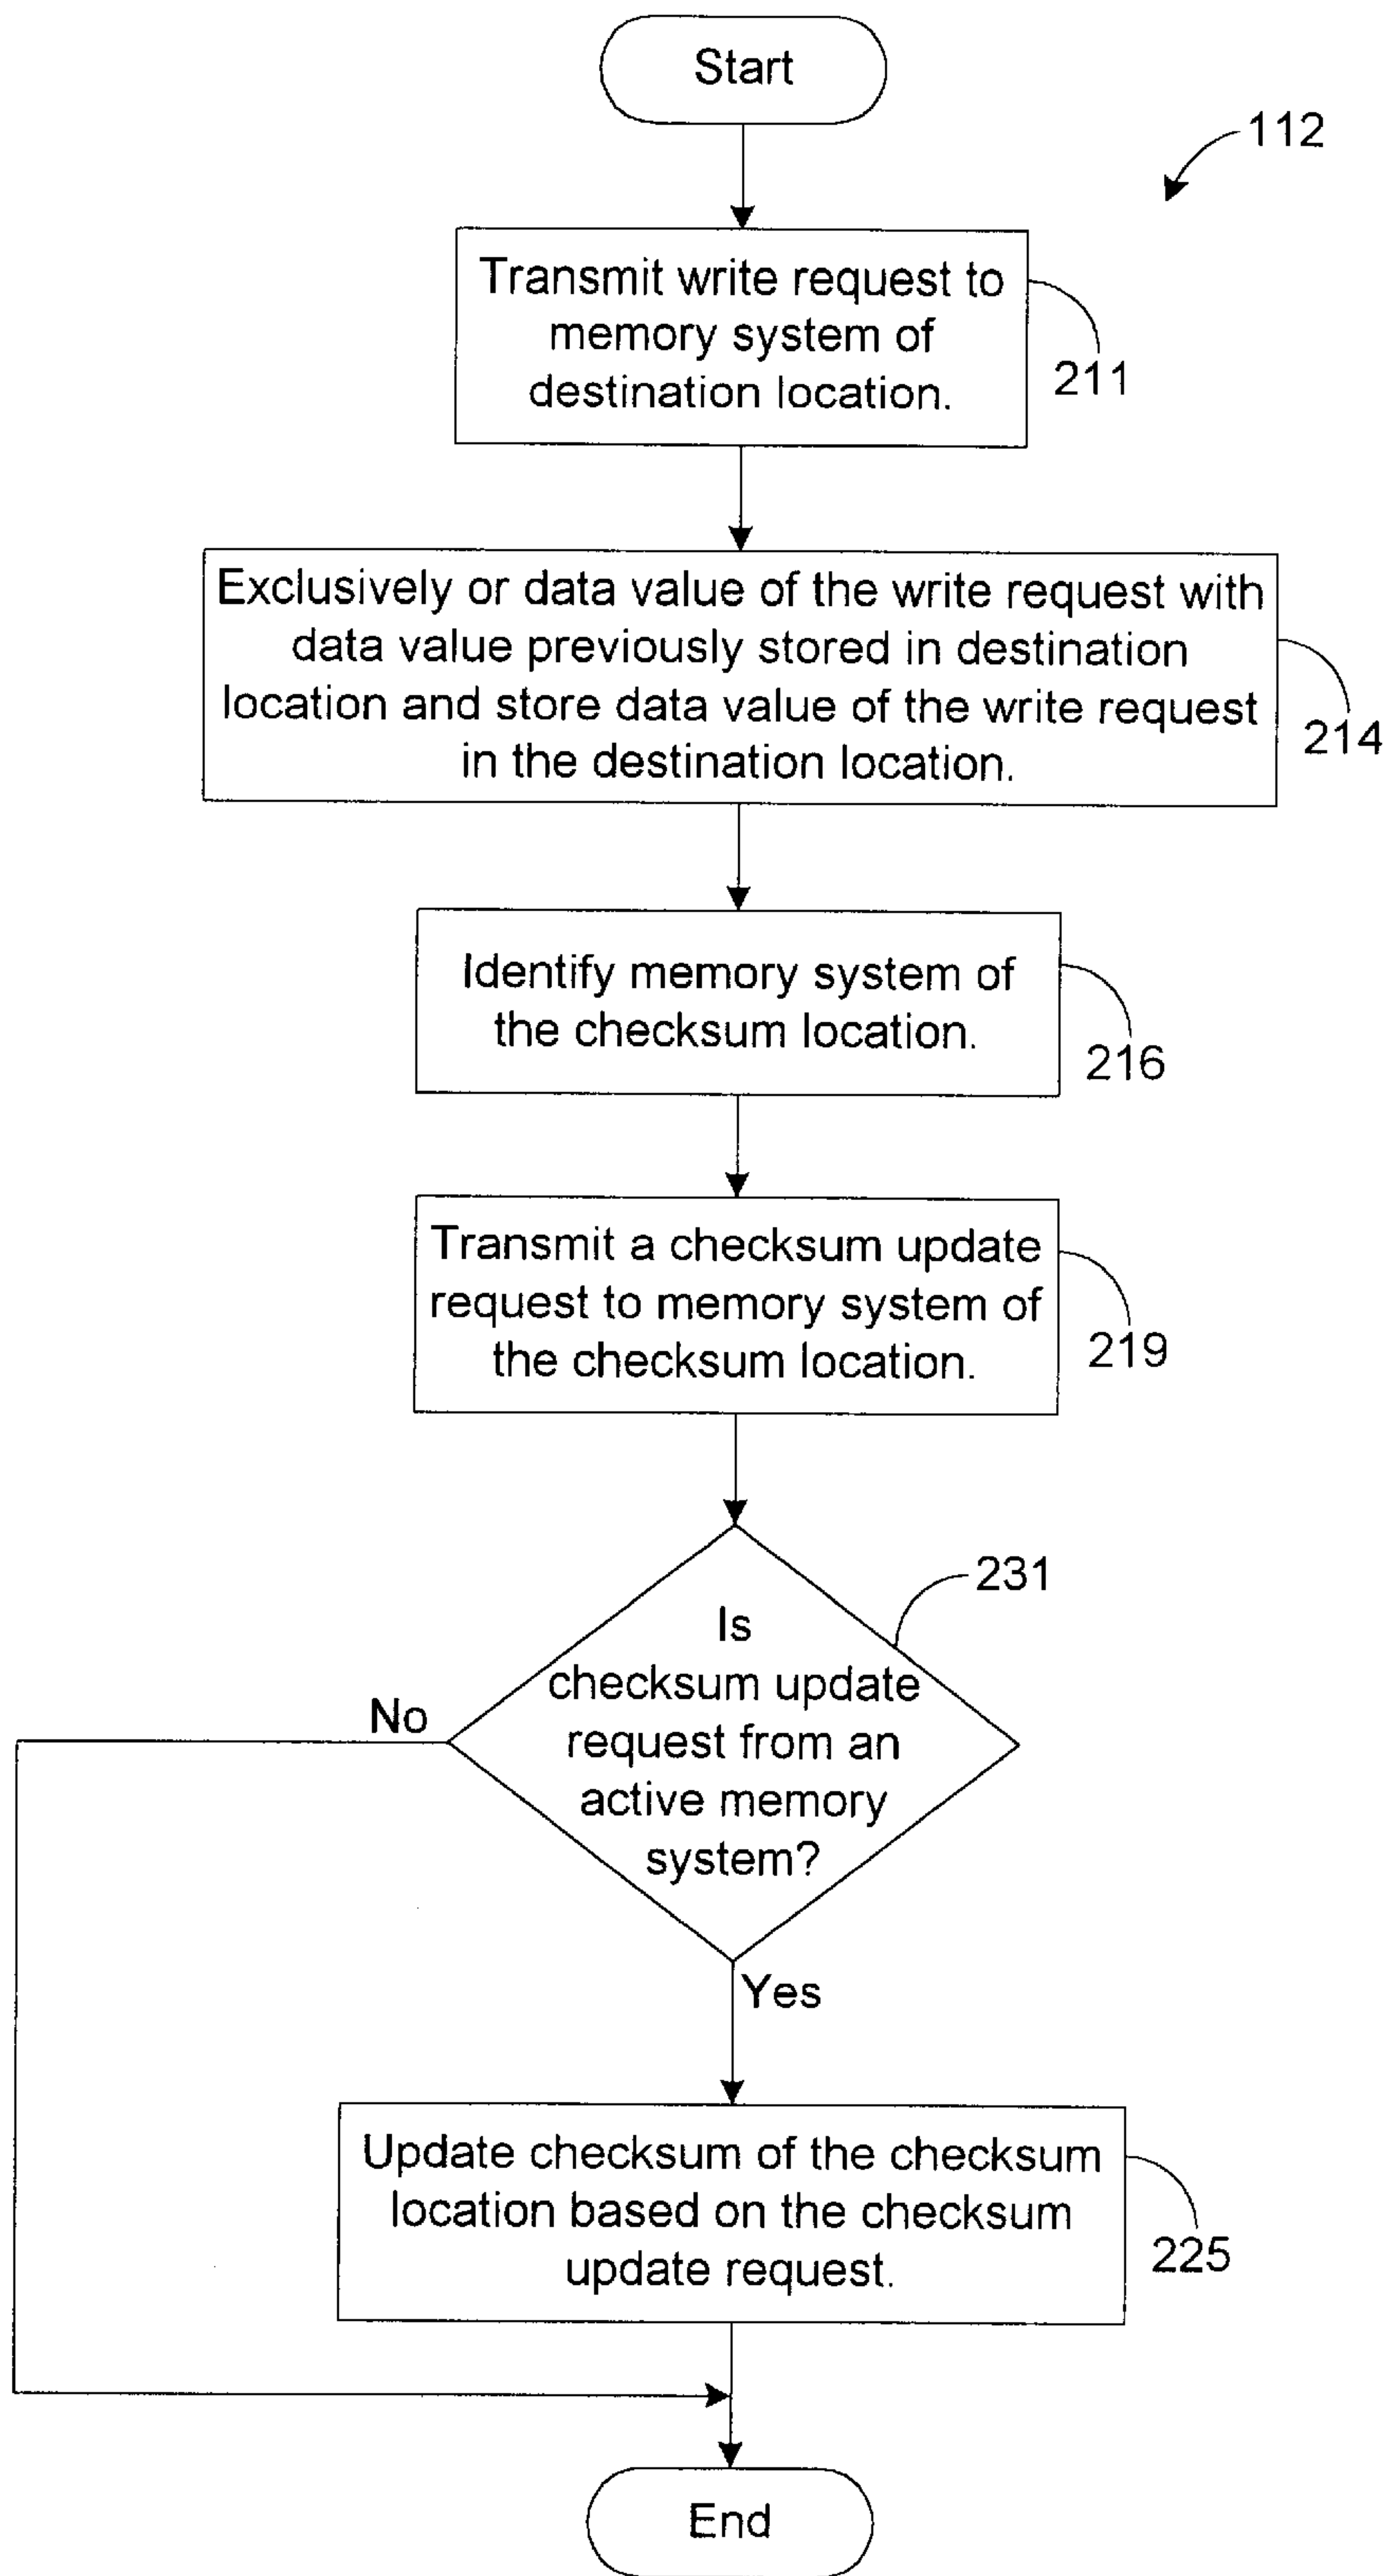 Start
112
Transmit write request to
memory system of
destination location.
211
Exclusively or data value of the write request with
data value previously stored in destination
location and store data value of the write request
in the destination location.
214
Identify memory system of
the checksum location.
216
Transmit a checksum update
request to memory system of
the checksum location.
219
231
Is
checksum update
request from an
active memory
system?
No
Yes
Update checksum of the checksum
location based on the checksum
update request.
225
End